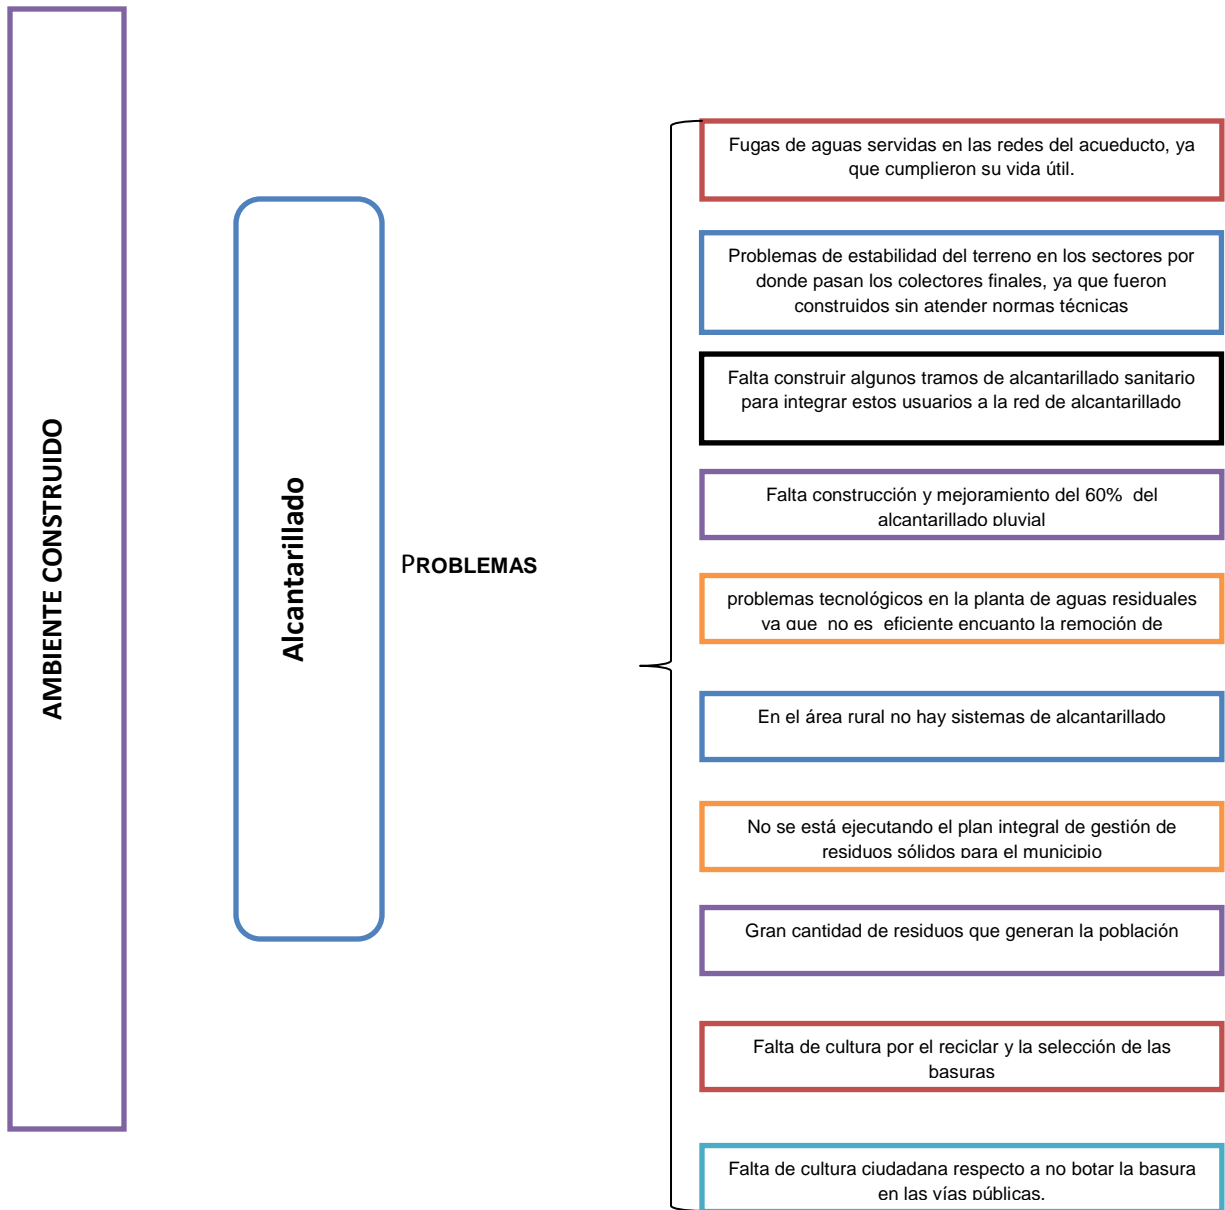 AMBIENTE CONSTRUIDO
Alcantarillado
PROBLEMAS
Fugas de aguas servidas en las redes del acueducto, ya
que cumplieron su vida útil.
Problemas de estabilidad del terreno en los sectores por
donde pasan los colectores finales, ya que fueron
construidos sin atender normas técnicas
Falta construir algunos tramos de alcantarillado sanitario
para integrar estos usuarios a la red de alcantarillado
Falta construcción y mejoramiento del 60% del
alcantarillado pluvial
problemas tecnológicos en la planta de aguas residuales
ya que no es eficiente encuanto la remoción de
En el área rural no hay sistemas de alcantarillado
No se está ejecutando el plan integral de gestión de
residuos sólidos para el municipio
Gran cantidad de residuos que generan la población
Falta de cultura por el reciclar y la selección de las
basuras
Falta de cultura ciudadana respecto a no botar la basura
en las vías públicas.